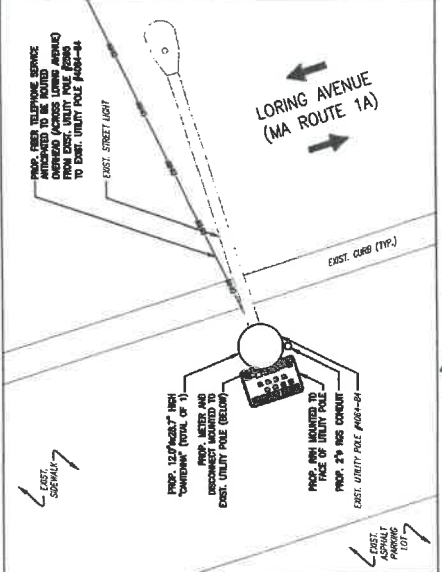 PROP. FIBER TELEPHONE SERVICE
ANTICIPATED TO BE ROUTED
OVERHEAD (ACROSS LORING AVENUE)
FROM EXIST. UTILITY POLE
TO EXIST. UTILITY POLE #4064-84
EXIST. STREET LIGHT
LORING AVENUE
(MA ROUTE 1A)
EXIST. CURB (TYP.)
EXIST.
SIDEWALK
PROP. 12.0"øx28.7" HIGH
"CANTENNA" (TOTAL OF 1)
PROP. METER AND
DISCONNECT MOUNTED TO
EXIST. UTILITY POLE (BELOW)
PROP. RRH MOUNTED TO
FACE OF UTILITY POLE
PROP. 2"ø RGS CONDUIT
EXIST. UTILITY POLE #4064-84
EXIST.
ASPHALT
PARKING
LOT